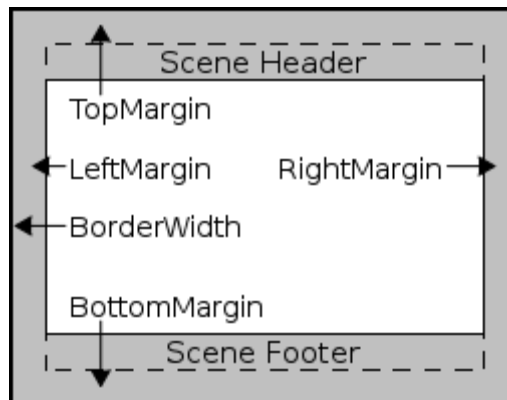 Scene Header
TopMargin
LeftMargin RightMargin
BorderWidth
BottomMargin
Scene Footer